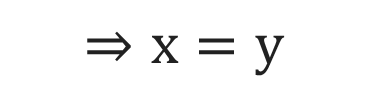 ⇒ x = y